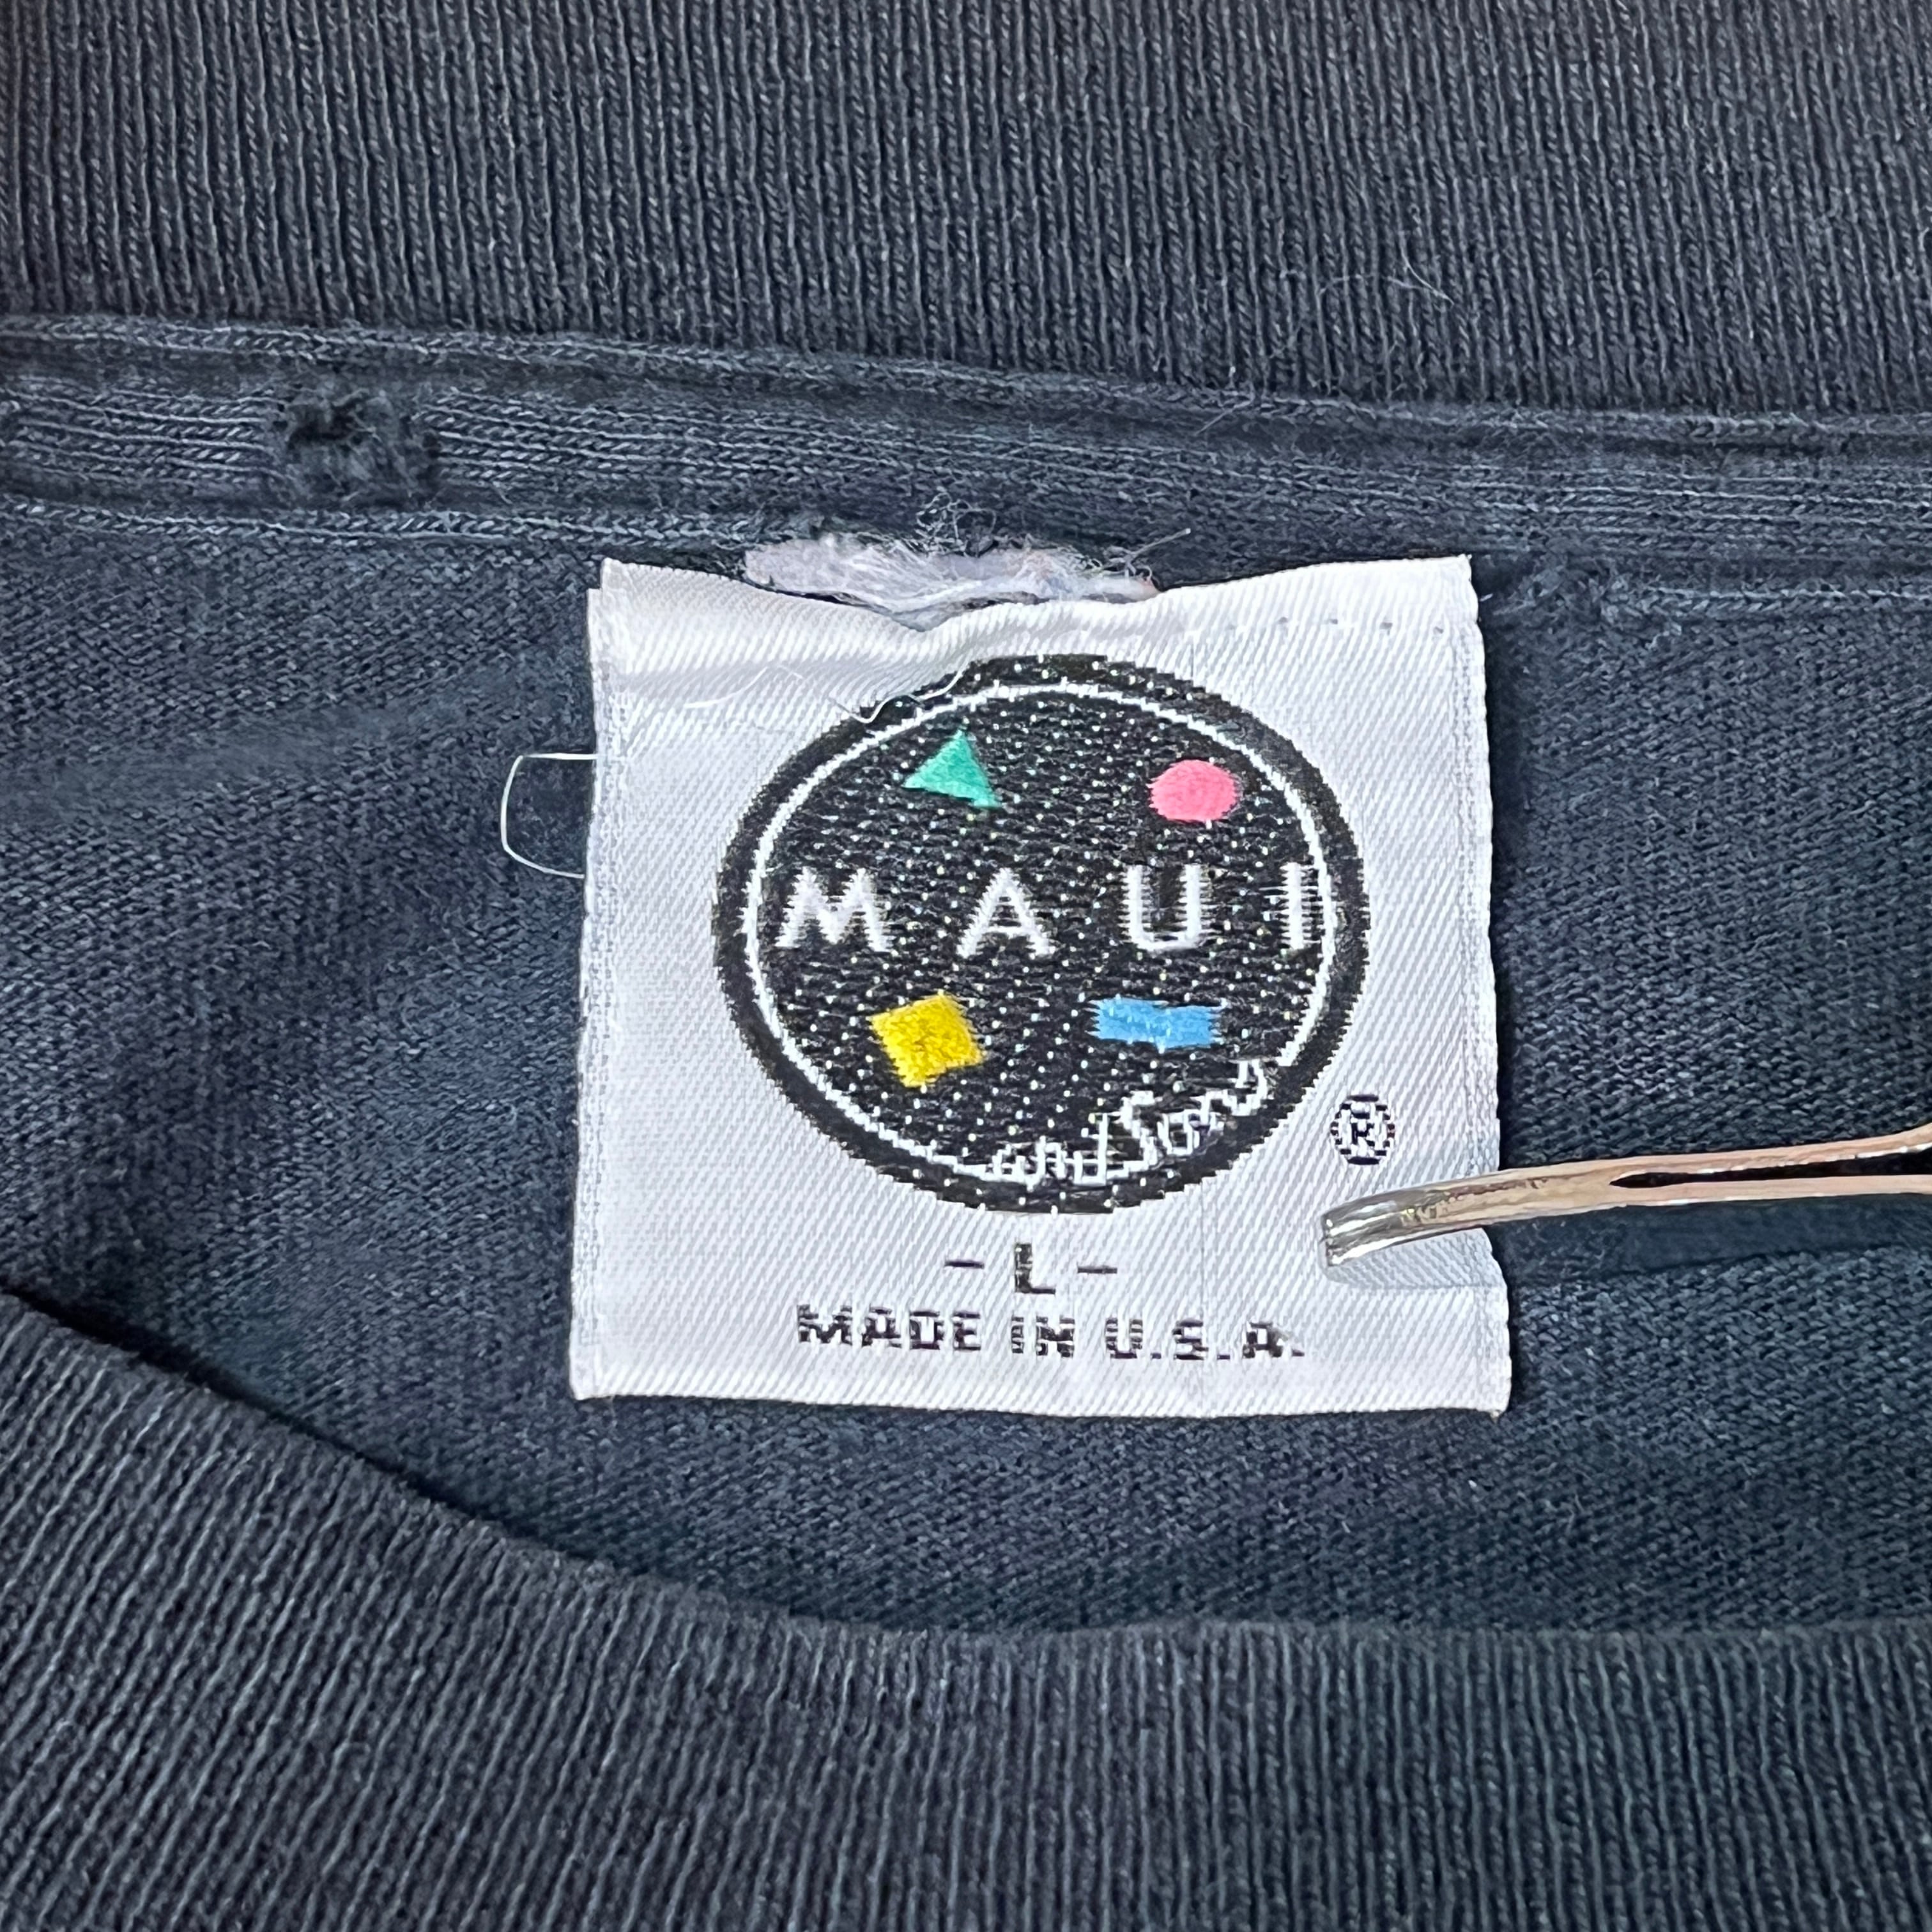 MAUI
and Sons
®
- L -
MADE IN U.S.A.